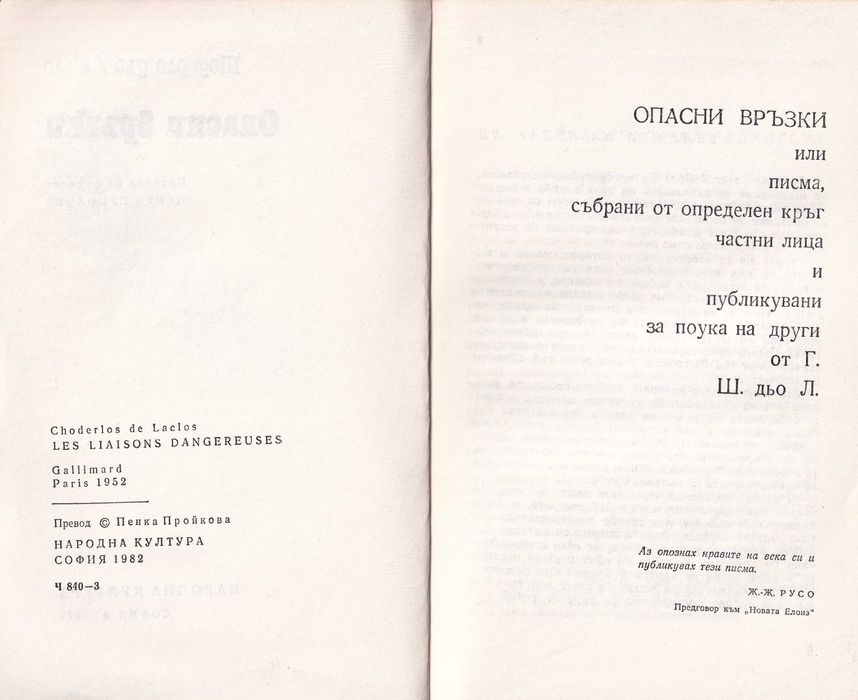 Choderlos de Laclos
LES LIAISONS DANGEREUSES
Gallimard
Paris 1952
Превод © Пенка Пройкова
НАРОДНА КУЛТУРА
СОФИЯ 1982
Ч 840—3
ОПАСНИ ВРЪЗКИ
или
писма,
събрани от определен кръг
частни лица
и
публикувани
за поука на други
от Г.
Ш. дьо Л.
Аз опознах нравите на века си и
публикувах тези писма.
Ж.-Ж. РУСО
Предговор към „Новата Елоиз“